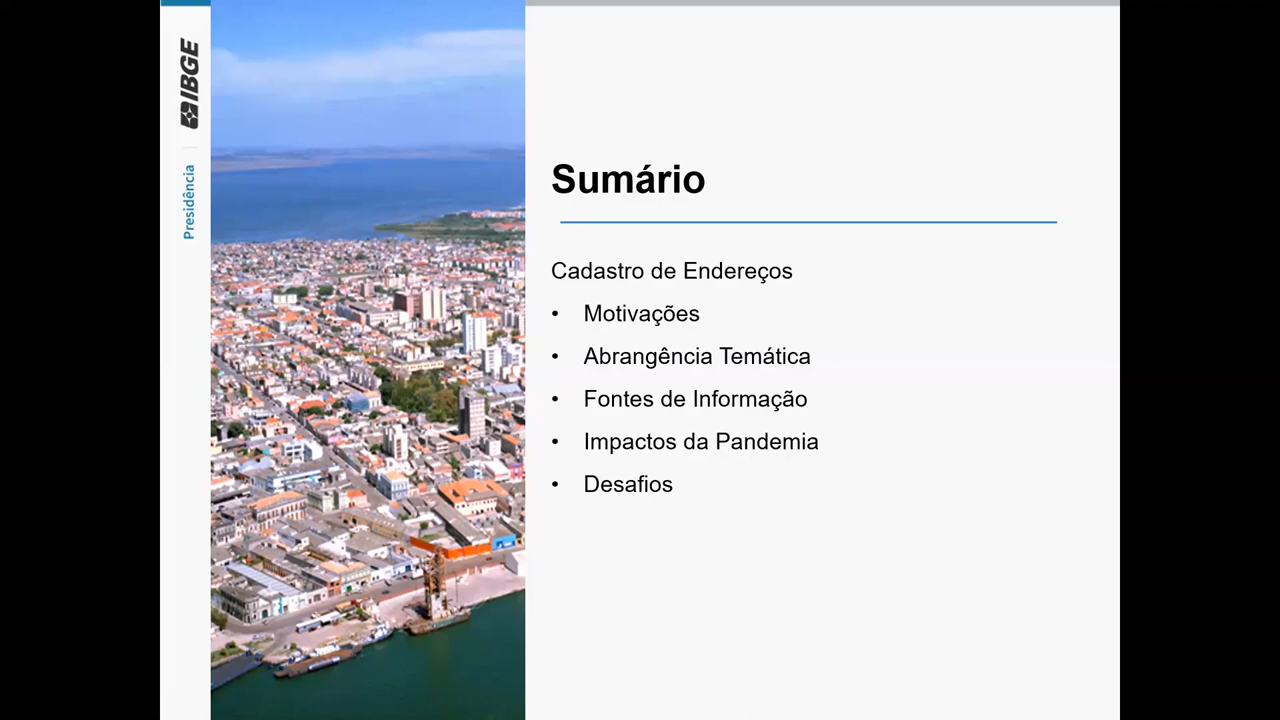 IBGE
Presidência
Sumário
Cadastro de Endereços
• Motivações
• Abrangência Temática
• Fontes de Informação
• Impactos da Pandemia
• Desafios